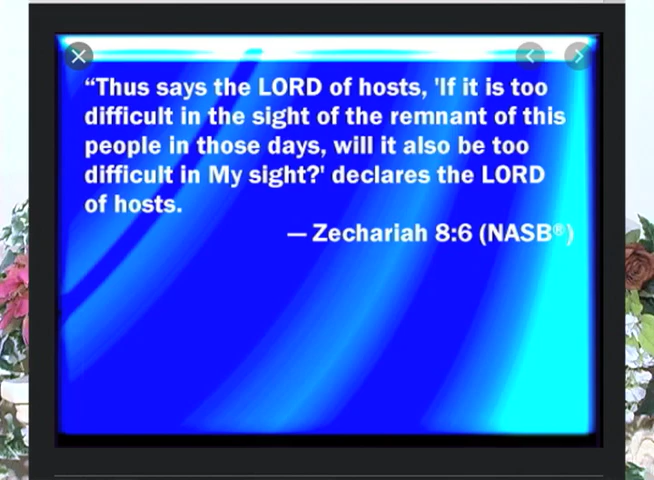 “Thus says the LORD of hosts, 'If it is too
difficult in the sight of the remnant of this
people in those days, will it also be too
difficult in My sight?' declares the LORD
of hosts.
— Zechariah 8:6 (NASB®)